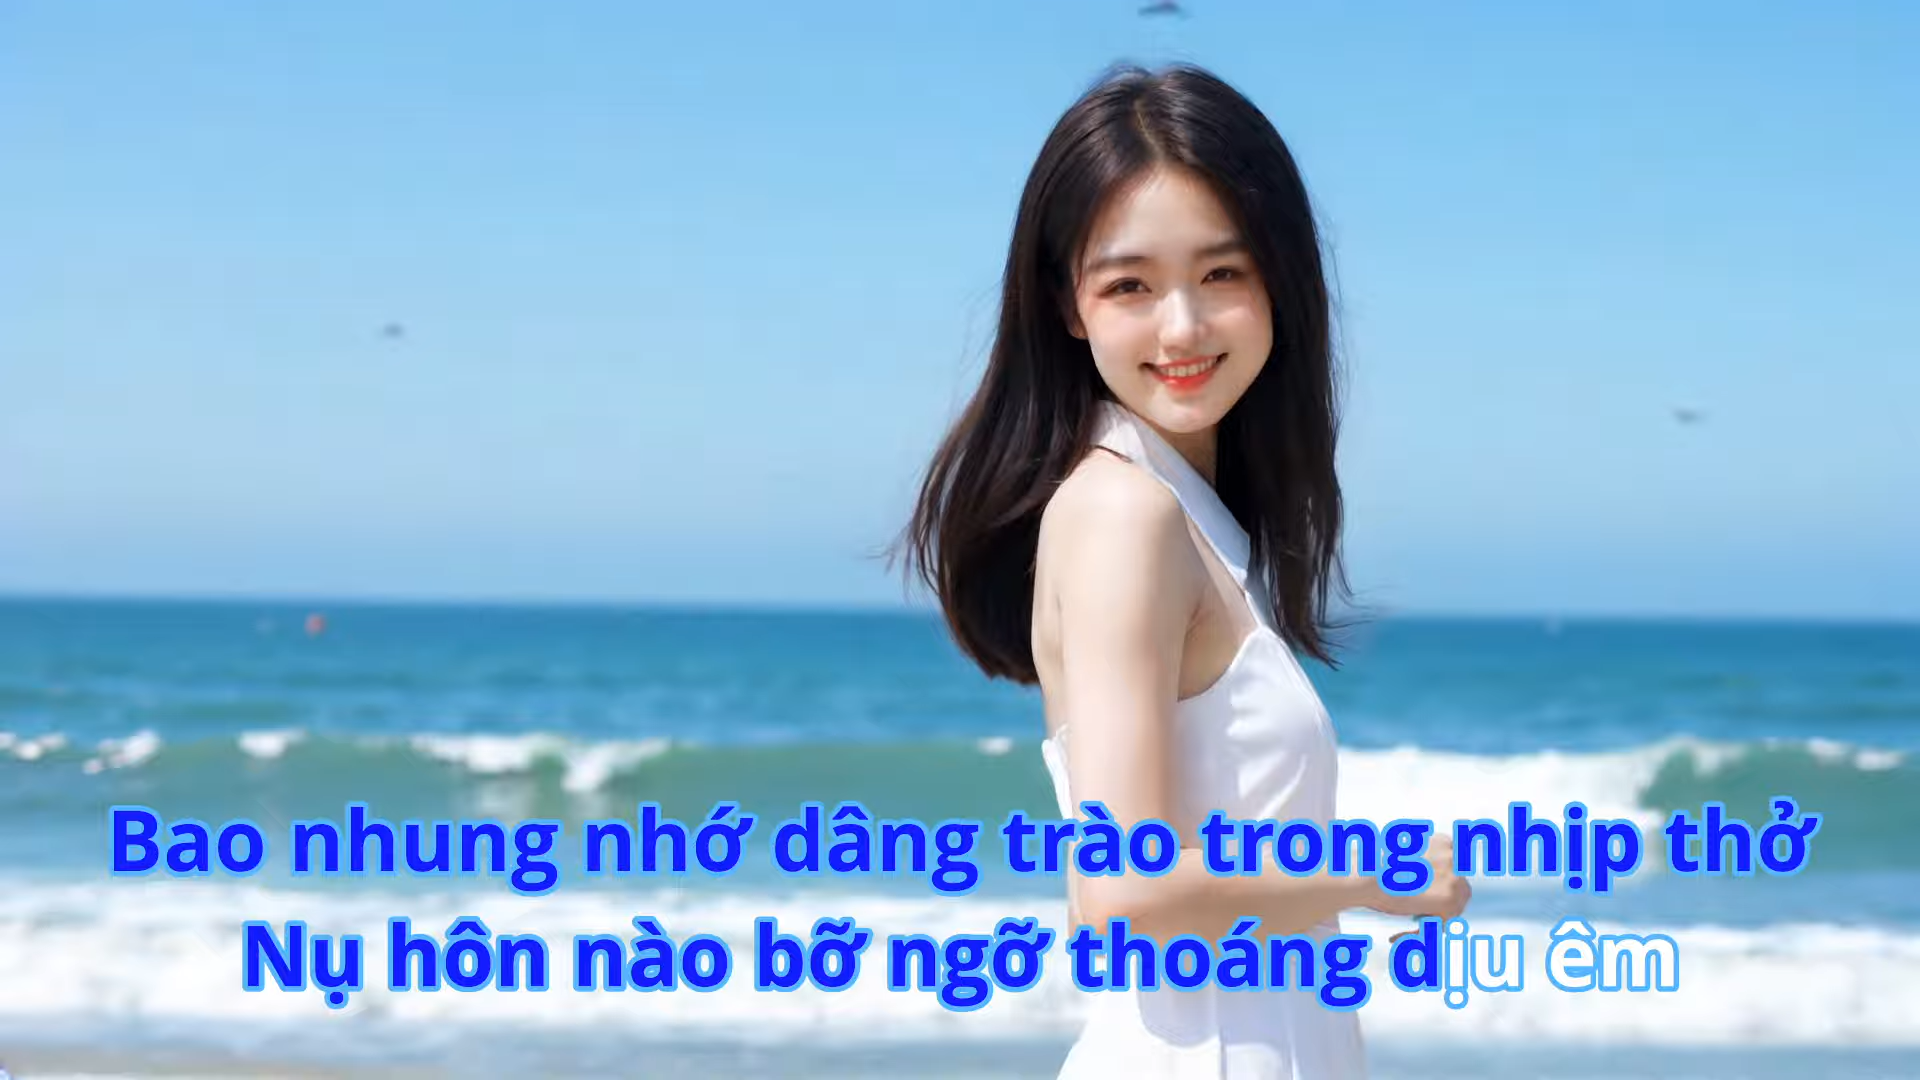 Bao nhung nhớ dâng trào trong nhịp thở
Nụ hôn nào bỡ ngỡ thoáng dịu êm